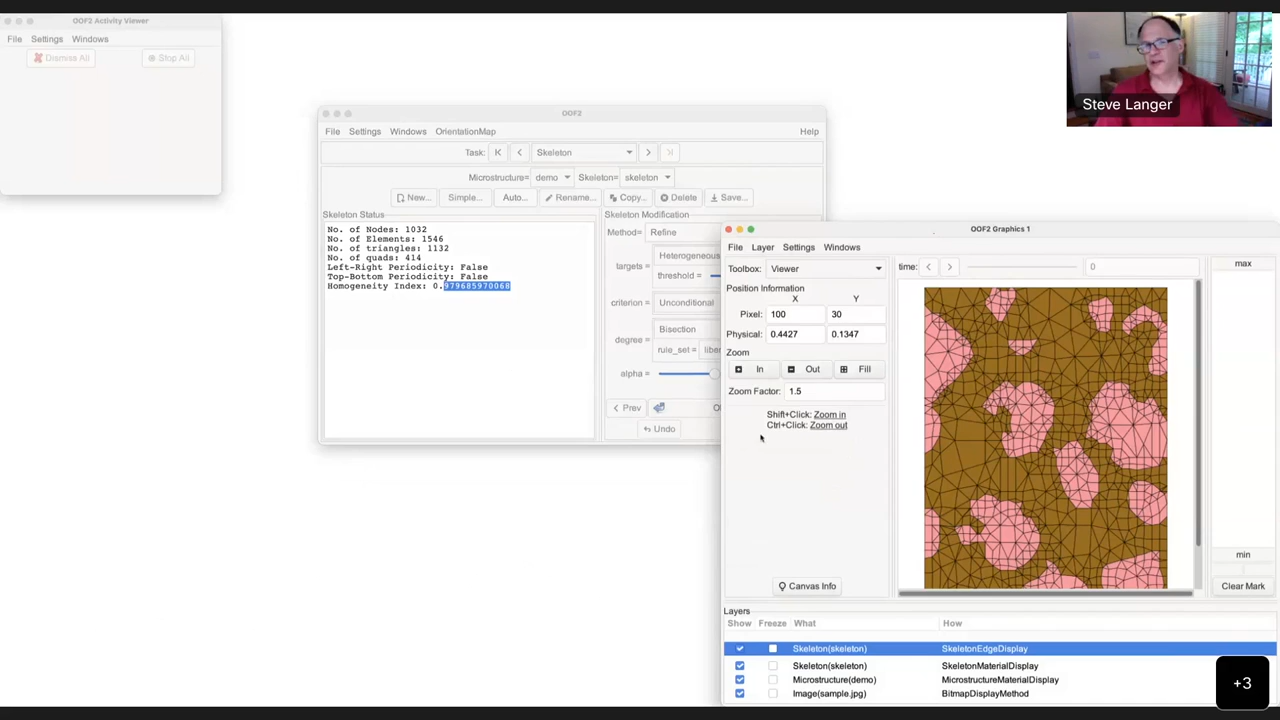 OOF2 Activity Viewer
File Settings Windows
Dismiss All Stop All
Steve Langer
OOF2
File Settings Windows OrientationMap Help
Task: Skeleton
Microstructure= demo Skeleton= skeleton
New... Simple... Auto... Rename... Copy... Delete Save...
Skeleton Status
No. of Nodes: 1032
No. of Elements: 1546
No. of triangles: 1132
No. of quads: 414
Left-Right Periodicity: False
Top-Bottom Periodicity: False
Homogeneity Index: 0.979685970068
Skeleton Modification
Method= Refine
targets= Heterogeneous
threshold =
criterion= Unconditional
degree= Bisection
rule_set =
alpha=
Prev
Undo
OOF2 Graphics 1
File Layer Settings Windows
Toolbox: Viewer
Position Information
X Y
Pixel: 100 30
Physical: 0.4427 0.1347
Zoom
In Out Fill
Zoom Factor: 1.5
Shift+Click: Zoom in
Ctrl+Click: Zoom out
Canvas Info
time: 0
max
min
Clear Mark
Layers
Show Freeze What How
Skeleton(skeleton) SkeletonEdgeDisplay
Skeleton(skeleton) SkeletonMaterialDisplay
Microstructure(demo) MicrostructureMaterialDisplay
Image(sample.jpg) BitmapDisplayMethod
+3